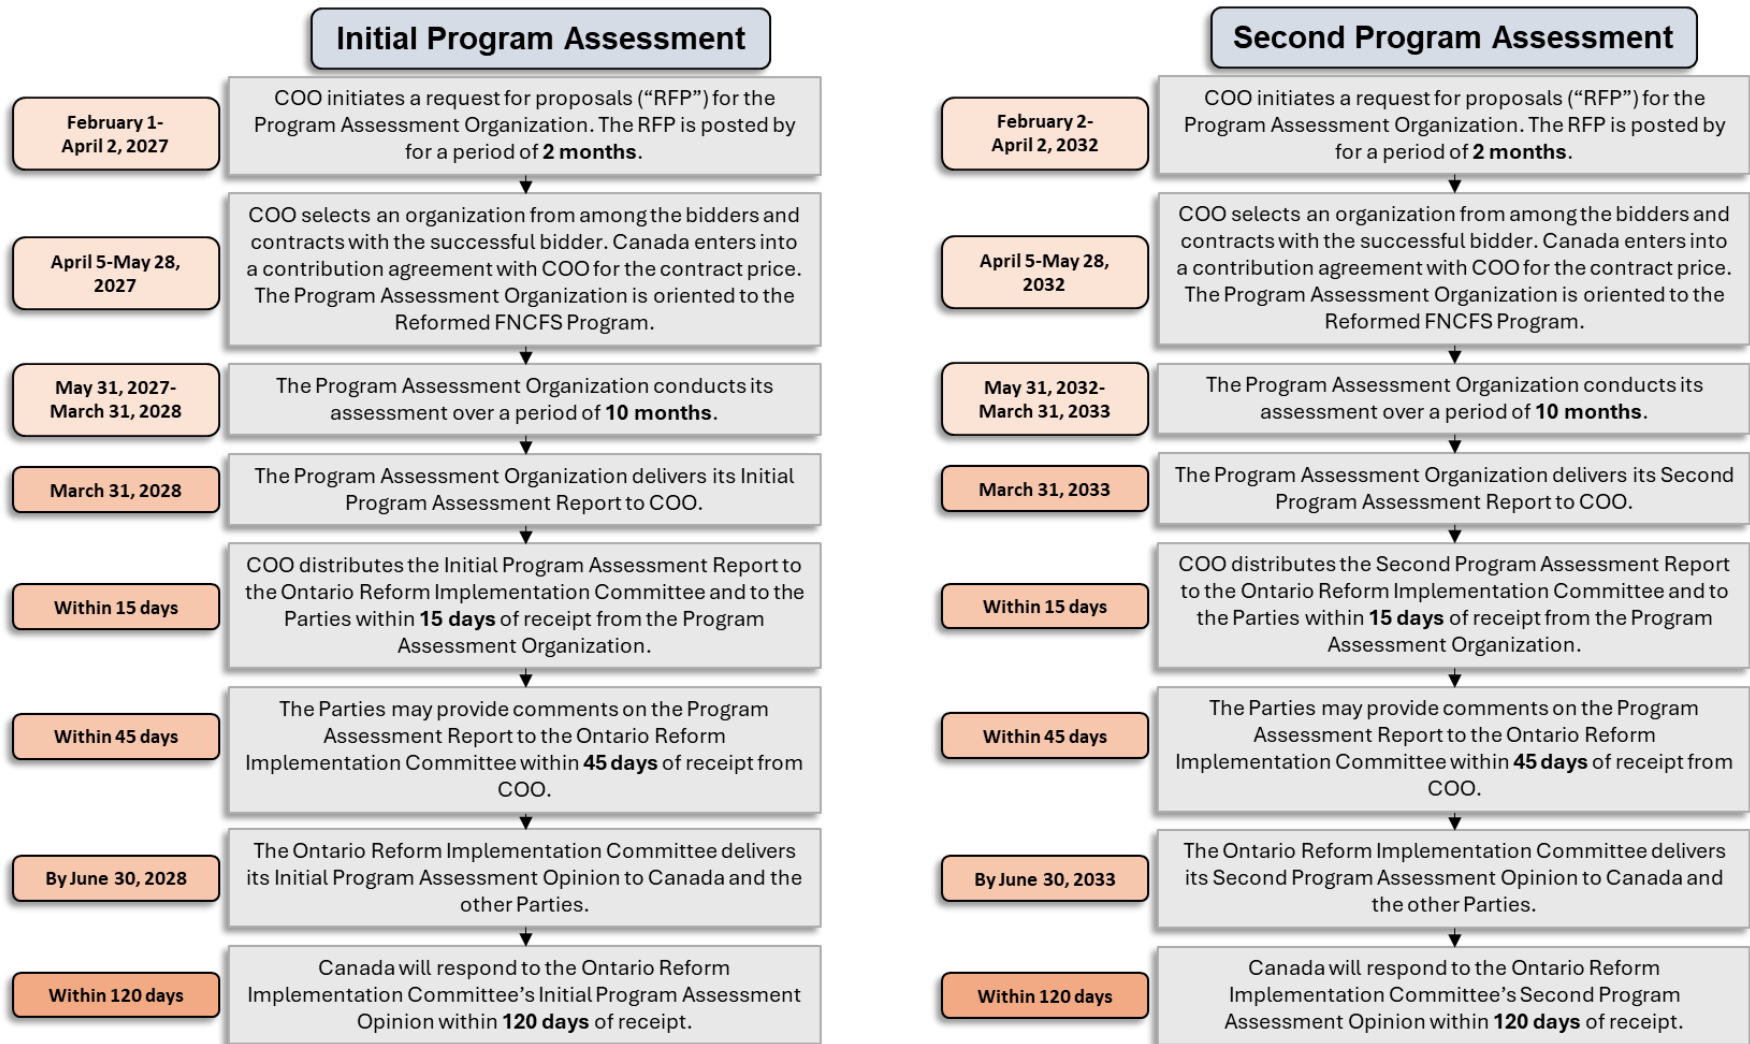 Initial Program Assessment
February 1-
April 2, 2027
COO initiates a request for proposals (“RFP”) for the
Program Assessment Organization. The RFP is posted by
for a period of 2 months.
April 5-May 28,
2027
COO selects an organization from among the bidders and
contracts with the successful bidder. Canada enters into
a contribution agreement with COO for the contract price.
The Program Assessment Organization is oriented to the
Reformed FNCFS Program.
May 31, 2027-
March 31, 2028
The Program Assessment Organization conducts its
assessment over a period of 10 months.
March 31, 2028
The Program Assessment Organization delivers its Initial
Program Assessment Report to COO.
Within 15 days
COO distributes the Initial Program Assessment Report to
the Ontario Reform Implementation Committee and to the
Parties within 15 days of receipt from the Program
Assessment Organization.
Within 45 days
The Parties may provide comments on the Program
Assessment Report to the Ontario Reform
Implementation Committee within 45 days of receipt from
COO.
By June 30, 2028
The Ontario Reform Implementation Committee delivers
its Initial Program Assessment Opinion to Canada and the
other Parties.
Within 120 days
Canada will respond to the Ontario Reform
Implementation Committee’s Initial Program Assessment
Opinion within 120 days of receipt.
Second Program Assessment
February 2-
April 2, 2032
COO initiates a request for proposals (“RFP”) for the
Program Assessment Organization. The RFP is posted by
for a period of 2 months.
April 5-May 28,
2032
COO selects an organization from among the bidders and
contracts with the successful bidder. Canada enters into
a contribution agreement with COO for the contract price.
The Program Assessment Organization is oriented to the
Reformed FNCFS Program.
May 31, 2032-
March 31, 2033
The Program Assessment Organization conducts its
assessment over a period of 10 months.
March 31, 2033
The Program Assessment Organization delivers its Second
Program Assessment Report to COO.
Within 15 days
COO distributes the Second Program Assessment Report
to the Ontario Reform Implementation Committee and to
the Parties within 15 days of receipt from the Program
Assessment Organization.
Within 45 days
The Parties may provide comments on the Program
Assessment Report to the Ontario Reform
Implementation Committee within 45 days of receipt from
COO.
By June 30, 2033
The Ontario Reform Implementation Committee delivers
its Second Program Assessment Opinion to Canada and
the other Parties.
Within 120 days
Canada will respond to the Ontario Reform
Implementation Committee’s Second Program
Assessment Opinion within 120 days of receipt.